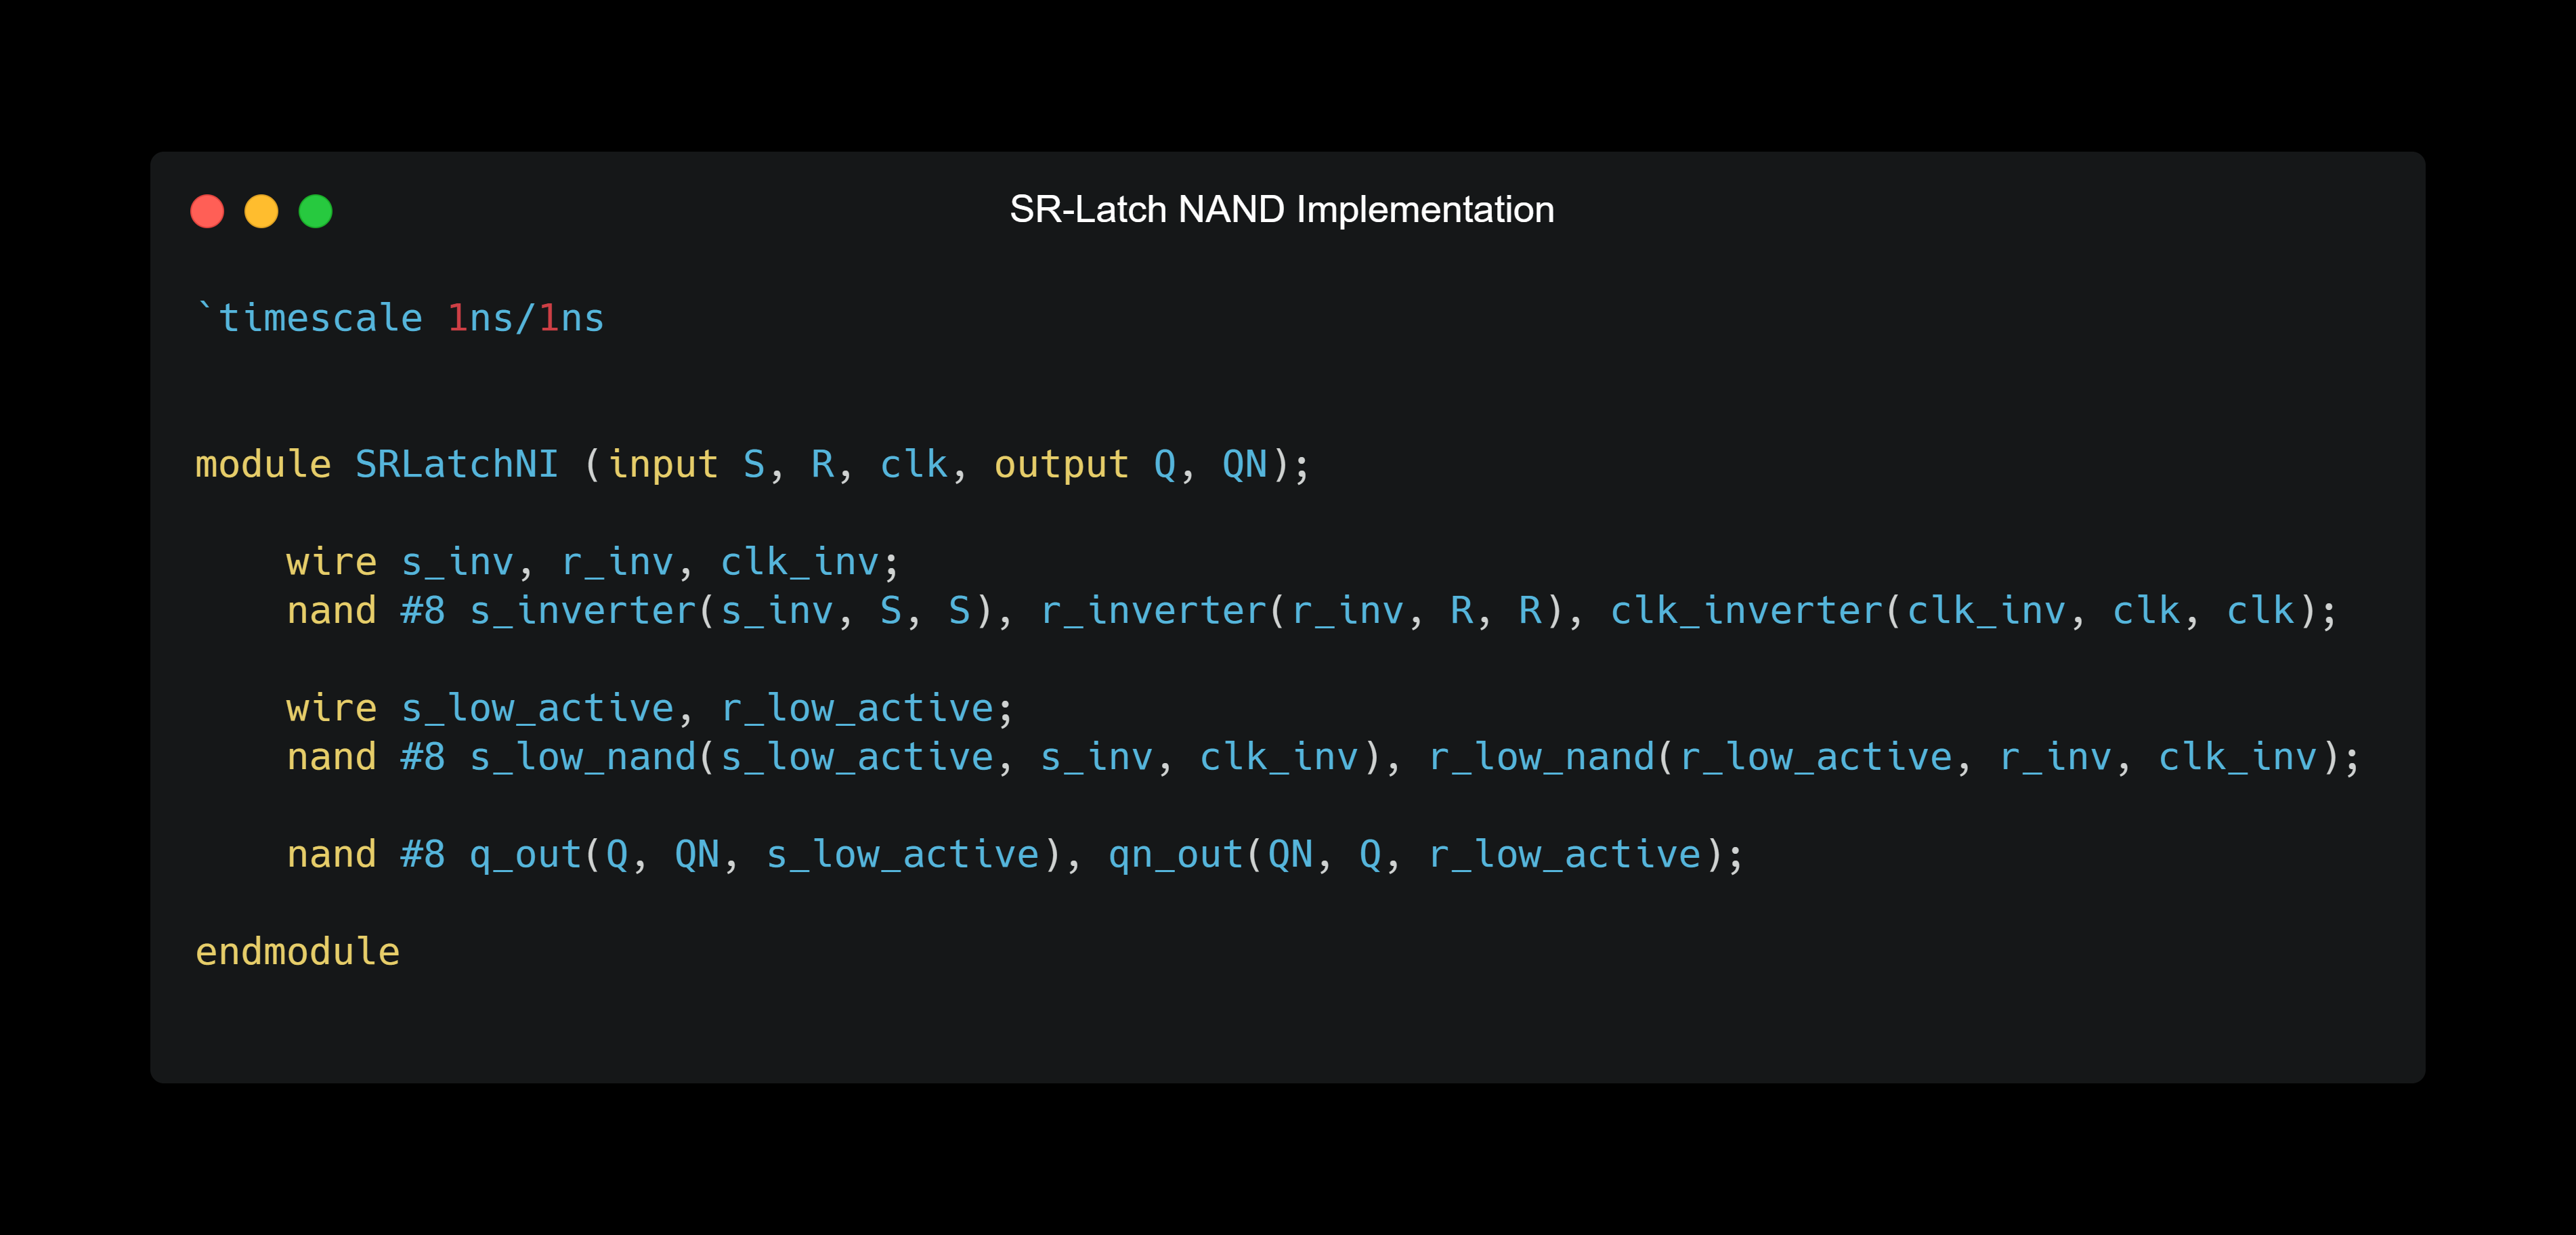 SR-Latch NAND Implementation
`timescale 1ns/1ns
module SRLatchNI (input S, R, clk, output Q, QN);
wire s_inv, r_inv, clk_inv;
nand #8 s_inverter(s_inv, S, S), r_inverter(r_inv, R, R), clk_inverter(clk_inv, clk, clk);
wire s_low_active, r_low_active;
nand #8 s_low_nand(s_low_active, s_inv, clk_inv), r_low_nand(r_low_active, r_inv, clk_inv);
nand #8 q_out(Q, QN, s_low_active), qn_out(QN, Q, r_low_active);
endmodule